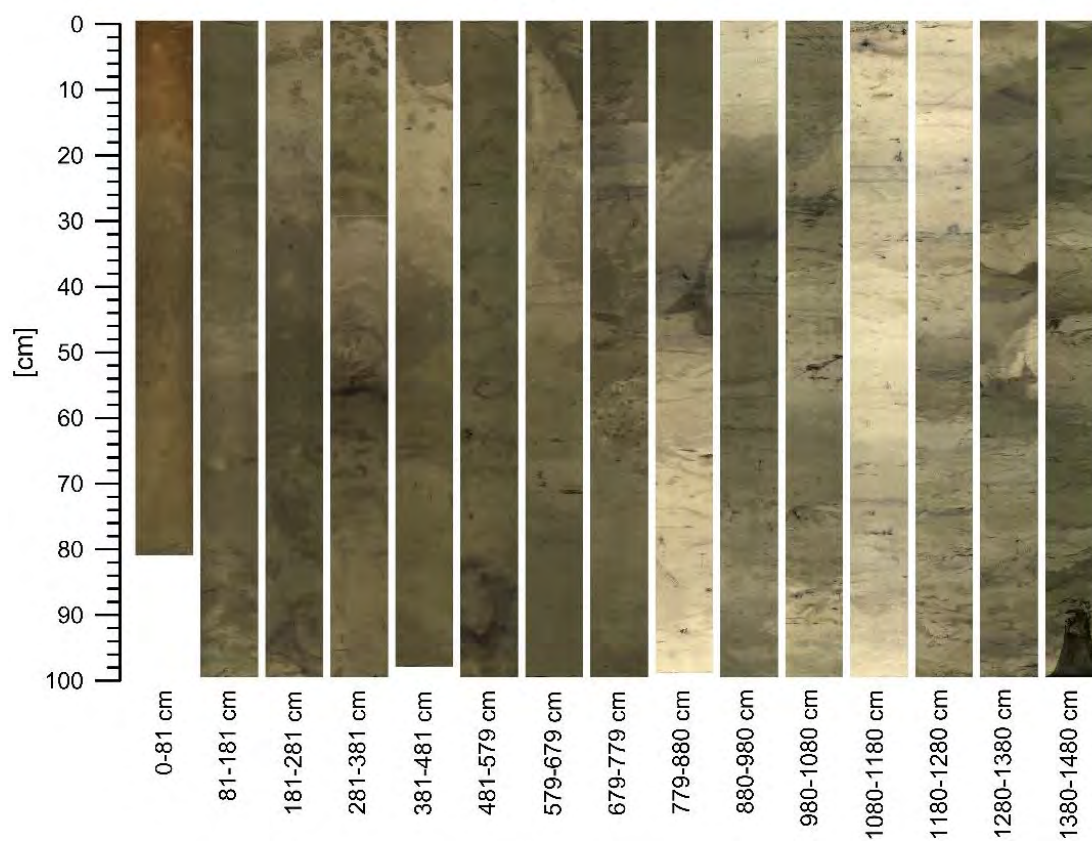 0
10
20
30
40
50
60
70
80
90
100
[cm]
0-81 cm
81-181 cm
181-281 cm
281-381 cm
381-481 cm
481-579 cm
579-679 cm
679-779 cm
779-880 cm
880-980 cm
980-1080 cm
1080-1180 cm
1180-1280 cm
1280-1380 cm
1380-1480 cm